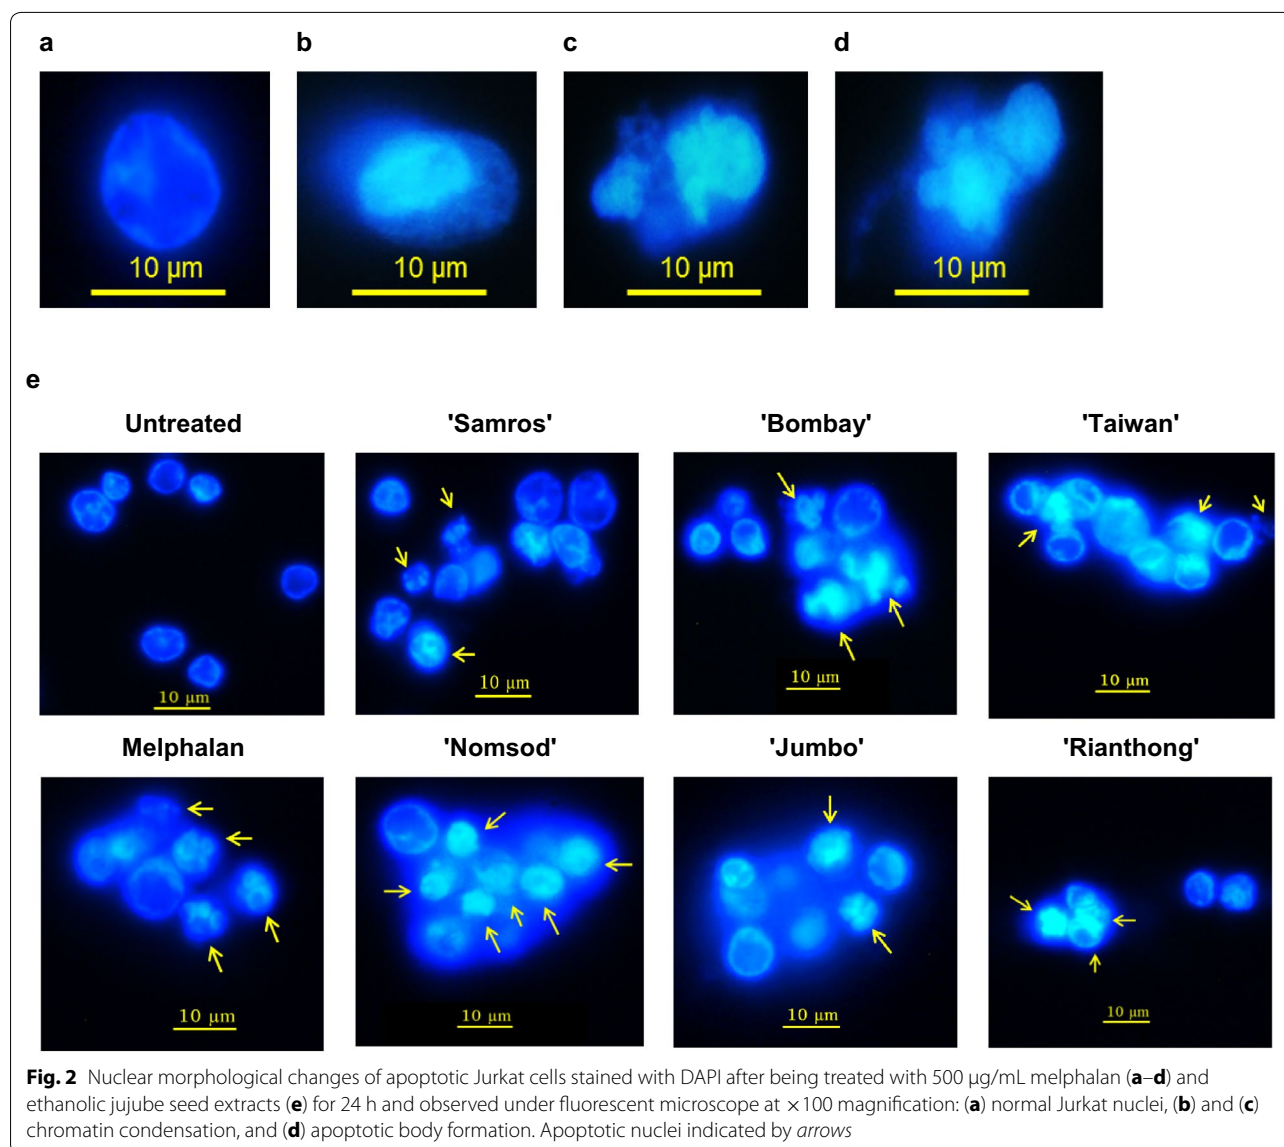 a b c d
10 µm 10 µm 10 µm 10 µm
e
Untreated 'Samros' 'Bombay' 'Taiwan'
10 µm 10 µm 10 µm 10 µm
Melphalan 'Nomsod' 'Jumbo' 'Rianthong'
10 µm 10 µm 10 µm 10 µm
Fig. 2 Nuclear morphological changes of apoptotic Jurkat cells stained with DAPI after being treated with 500 µg/mL melphalan (a–d) and
ethanolic jujube seed extracts (e) for 24 h and observed under fluorescent microscope at ×100 magnification: (a) normal Jurkat nuclei, (b) and (c)
chromatin condensation, and (d) apoptotic body formation. Apoptotic nuclei indicated by arrows